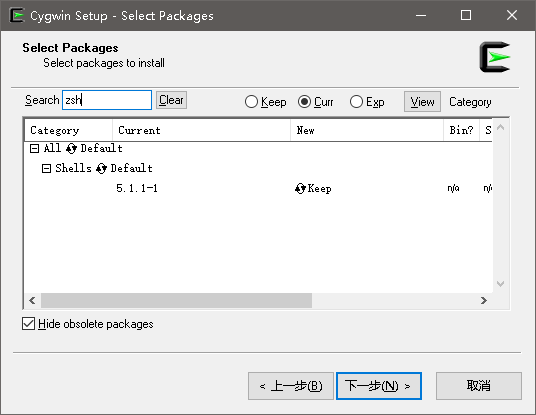 Cygwin Setup - Select Packages
Select Packages
Select packages to install
Search zsh Clear Keep Curr Exp View Category
Category Current New Bin? S
All Default
Shells Default
5.1.1-1 Keep n/a n/a
Hide obsolete packages
< 上一步(B) 下一步(N) > 取消